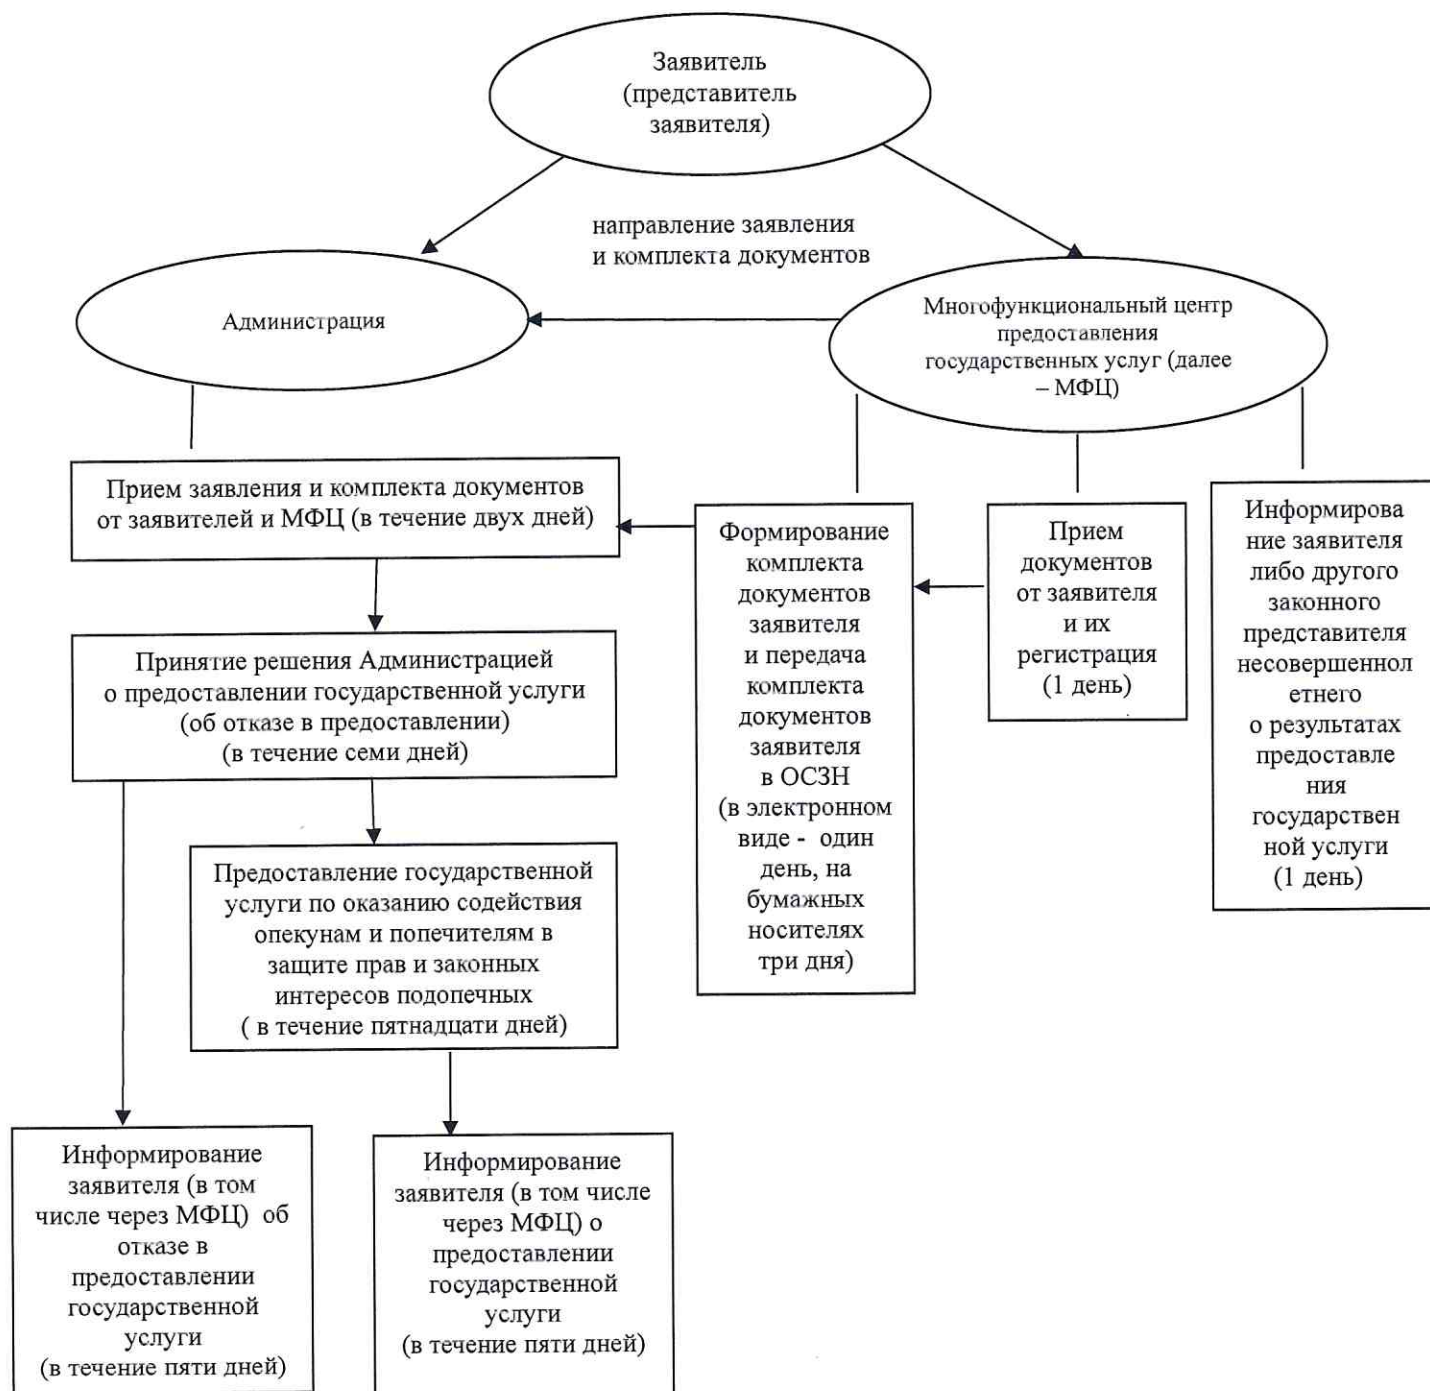 Заявитель
(представитель
заявителя)
направление заявления
и комплекта документов
Администрация
Многофункциональный центр
предоставления
государственных услуг (далее
– МФЦ)
Прием заявления и комплекта документов
от заявителей и МФЦ (в течение двух дней)
Формирование
комплекта
документов
заявителя
и передача
комплекта
документов
заявителя
в ОСЗН
(в электронном
виде - один
день, на
бумажных
носителях
три дня)
Прием
документов
от заявителя
и их
регистрация
(1 день)
Информирова
ние заявителя
либо другого
законного
представителя
несовершеннол
етнего
о результатах
предоставле
ния
государствен
ной услуги
(1 день)
Принятие решения Администрацией
о предоставлении государственной услуги
(об отказе в предоставлении)
(в течение семи дней)
Предоставление государственной
услуги по оказанию содействия
опекунам и попечителям в
защите прав и законных
интересов подопечных
( в течение пятнадцати дней)
Информирование
заявителя (в том
числе через МФЦ) об
отказе в
предоставлении
государственной
услуги
(в течение пяти дней)
Информирование
заявителя (в том числе
через МФЦ) о
предоставлении
государственной
услуги
(в течение пяти дней)